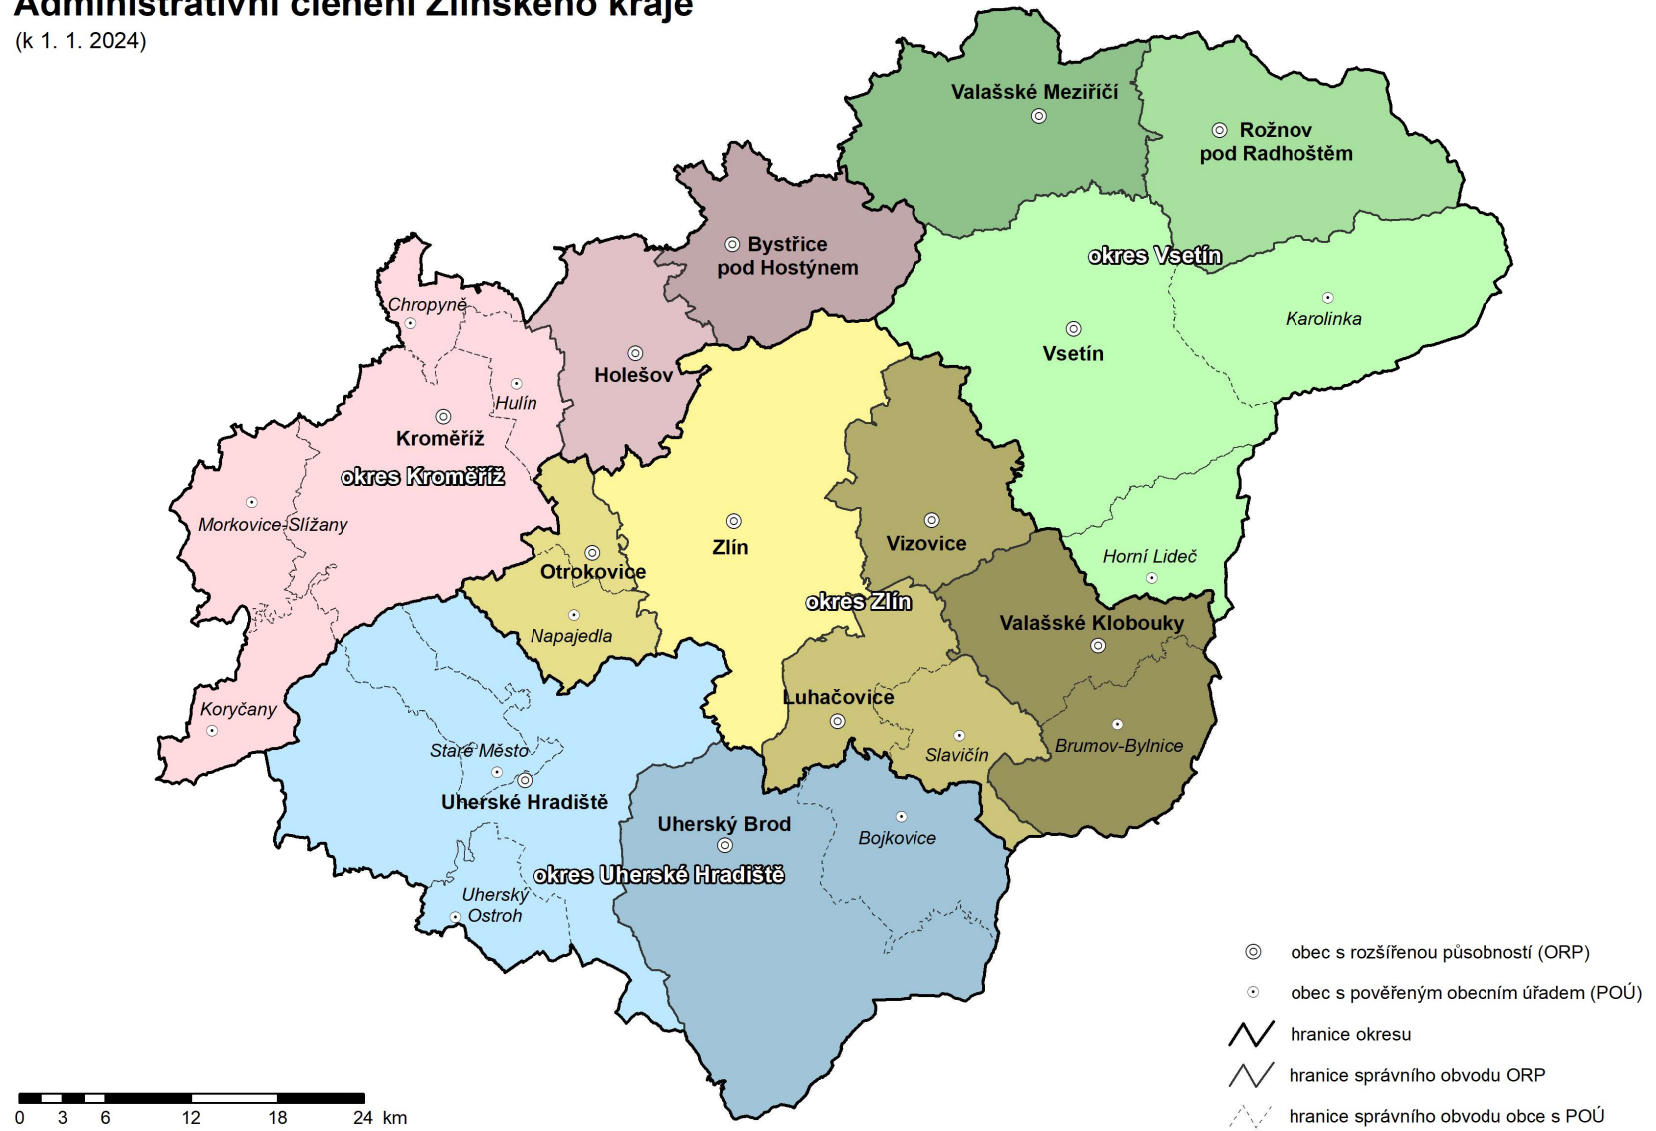 Administrativní členění Zlínského kraje
(k 1. 1. 2024)
Valašské Meziříčí
Rožnov
pod Radhoštěm
Bystřice
pod Hostýnem
okres Vsetín
Chropyně
Karolinka
Vsetín
Holešov
Hulín
Kroměříž
okres Kroměříž
Morkovice-Slížany
Zlín
Vizovice
Horní Lideč
Otrokovice
okres Zlín
Valašské Klobouky
Napajedla
Luhačovice
Koryčany
Staré Město
Slavičín
Brumov-Bylnice
Uherské Hradiště
Uherský Brod
Bojkovice
okres Uherské Hradiště
Uherský
Ostroh
obec s rozšířenou působností (ORP)
obec s pověřeným obecním úřadem (POÚ)
hranice okresu
hranice správního obvodu ORP
hranice správního obvodu obce s POÚ
0 3 6 12 18 24 km